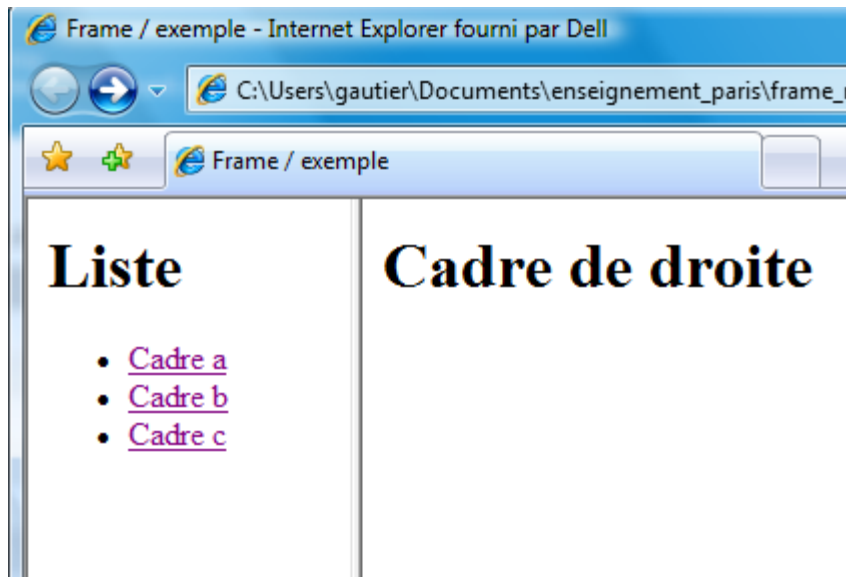 Frame / exemple - Internet Explorer fourni par Dell
C:\Users\gautier\Documents\enseignement_paris\frame_
Frame / exemple
Liste
Cadre a
Cadre b
Cadre c
Cadre de droite